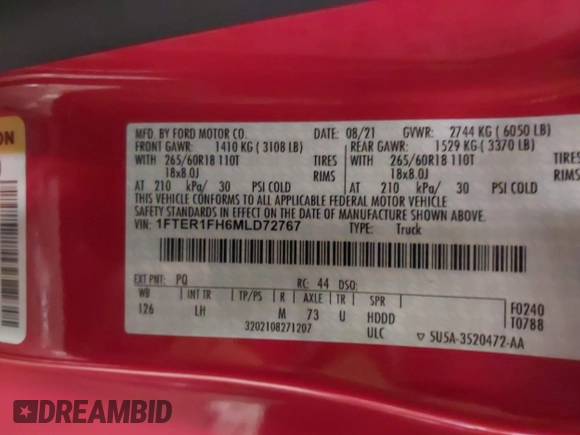 MFD. BY FORD MOTOR CO. DATE: 08/21 GVWR: 2744 KG ( 6050 LB)
FRONT GAWR: 1410 KG ( 3108 LB) REAR GAWR: 1529 KG ( 3370 LB)
WITH 265/60R18 110T TIRES WITH 265/60R18 110T TIRES
18x8.0J RIMS 18x8.0J RIMS
AT 210 kPa/ 30 PSI COLD AT 210 kPa/ 30 PSI COLD
THIS VEHICLE CONFORMS TO ALL APPLICABLE FEDERAL MOTOR VEHICLE
SAFETY STANDARDS IN EFFECT ON THE DATE OF MANUFACTURE SHOWN ABOVE.
VIN: 1FTER1FH6MLD72767 TYPE: Truck
EXT PNT: PQ RC: 44 DSO:
WB INT TR TP/PS R AXLE TR SPR F0240
126 LH M 73 U HDDD T0788
3202108271207 ULC ▽ 5U5A-3520472-AA
ON
DREAMBID